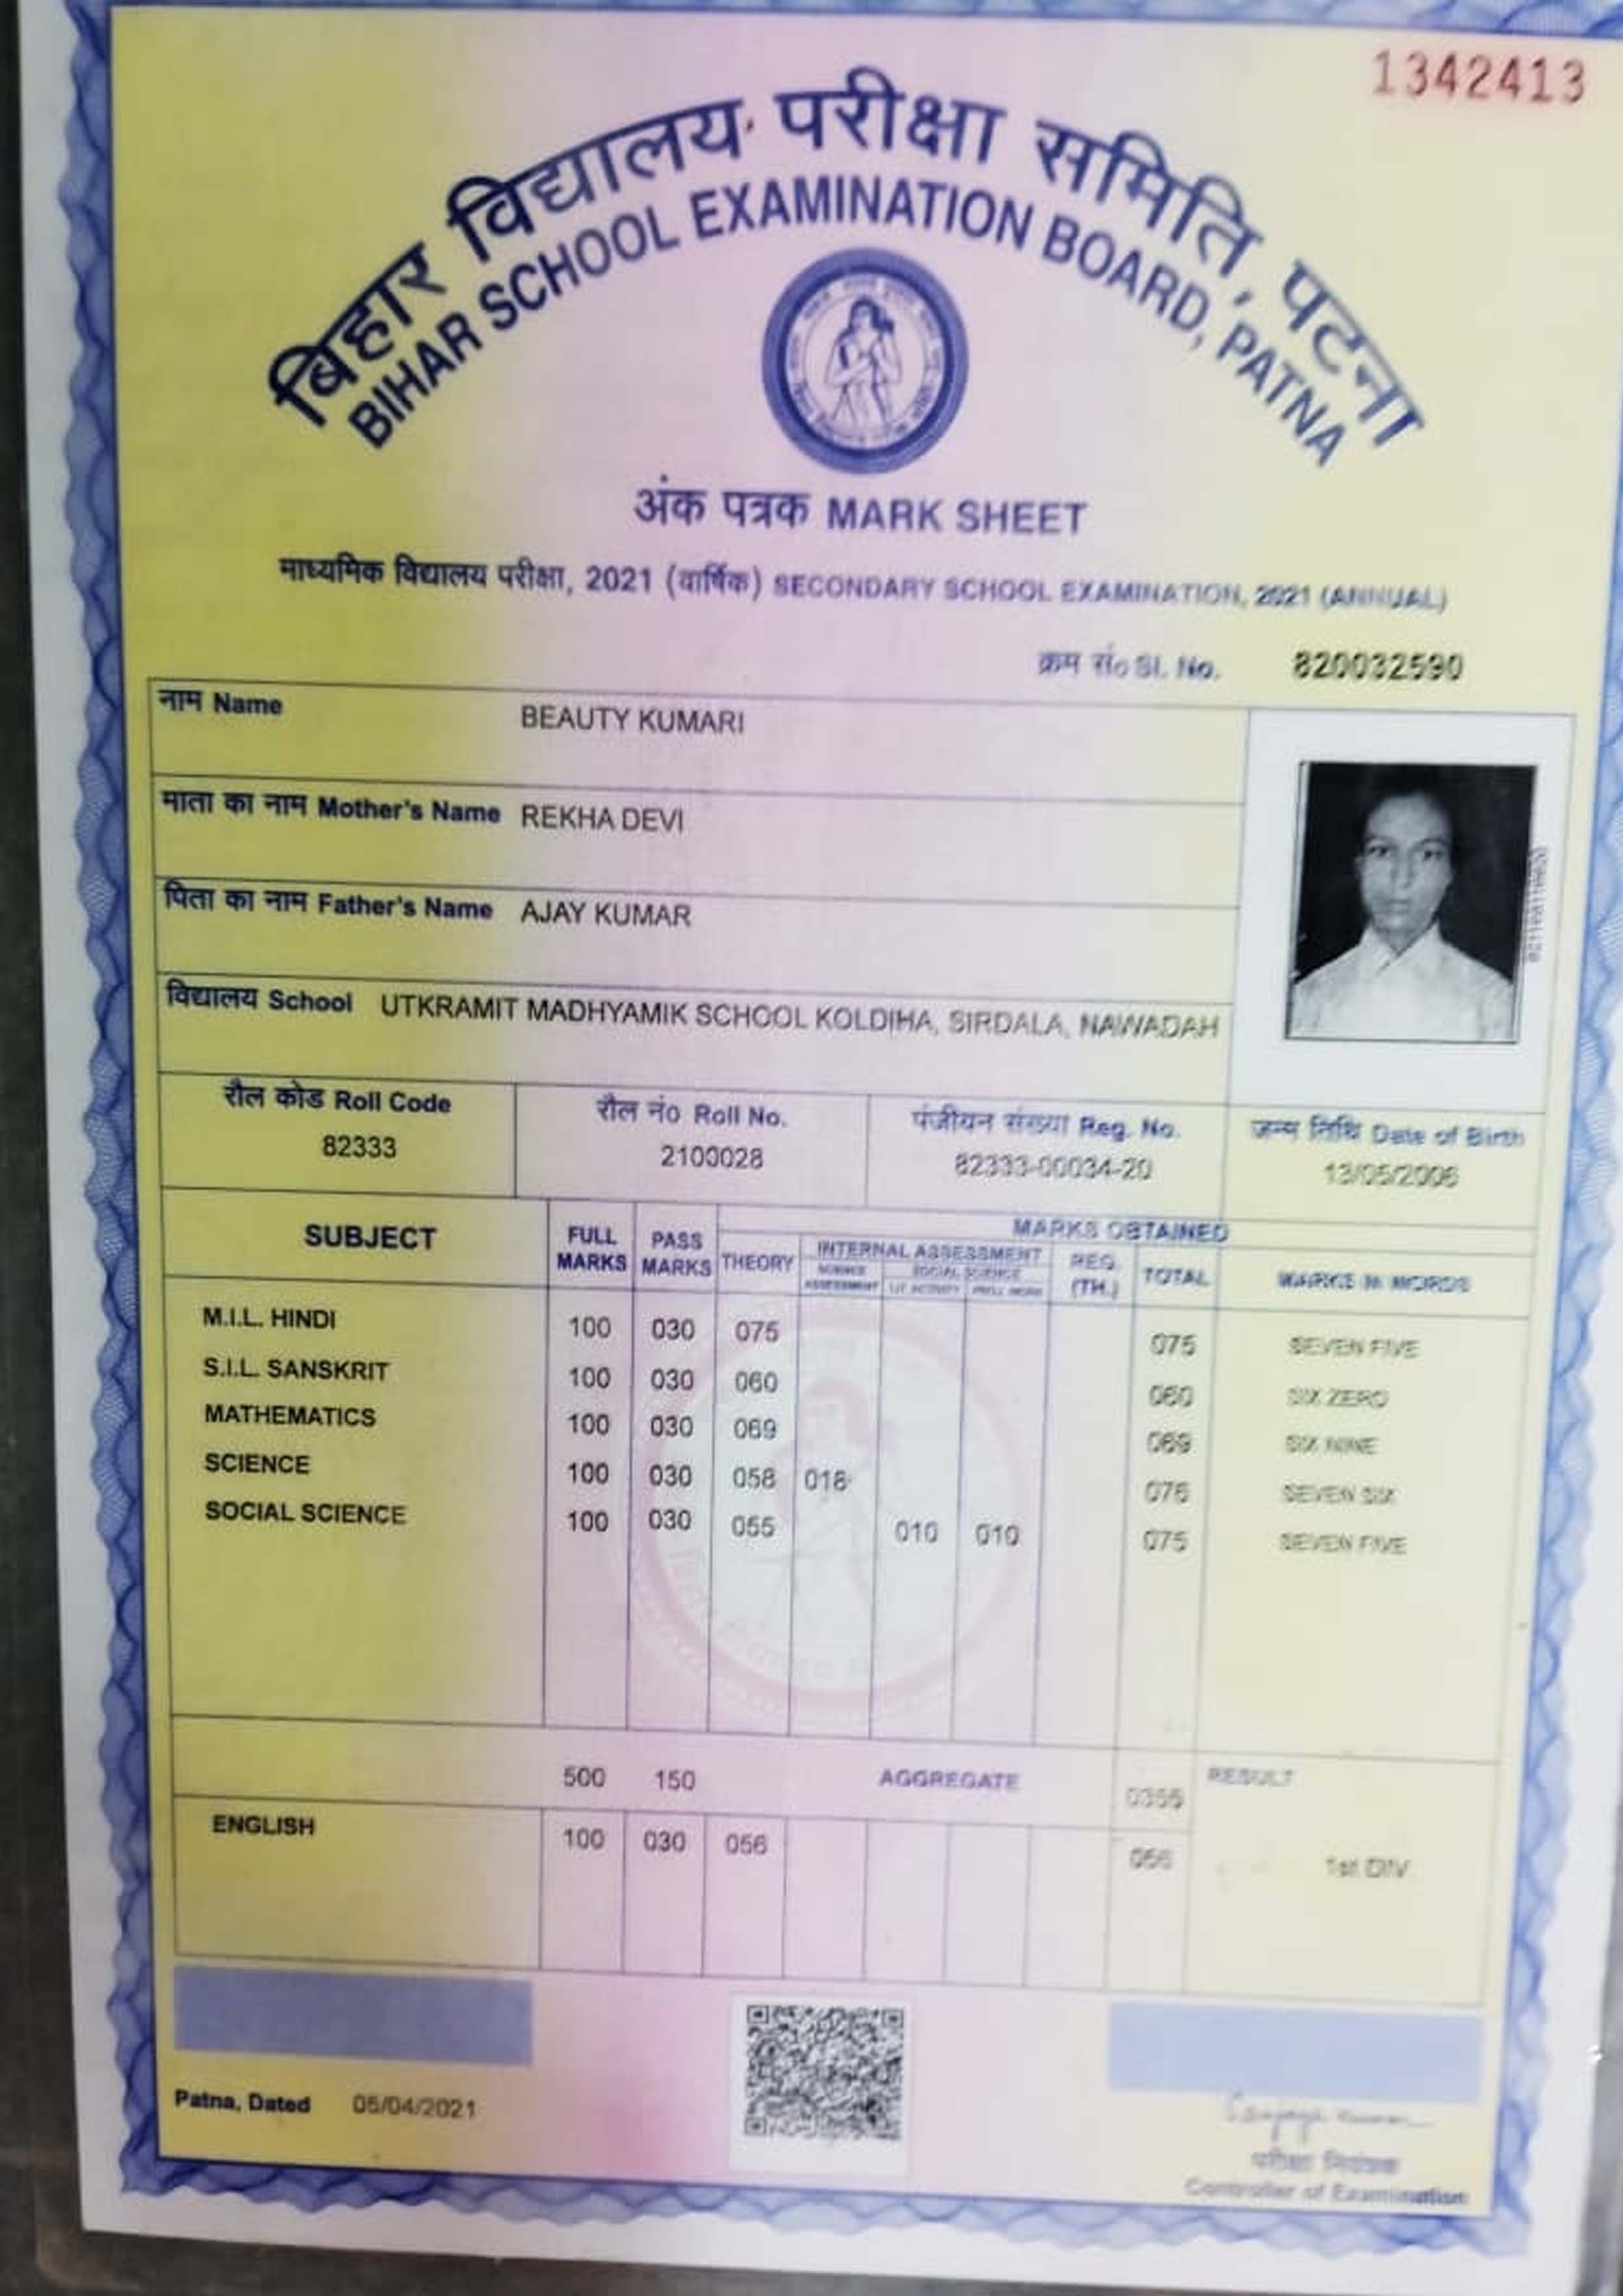 1342413
बिहार विद्यालय परीक्षा समिति, पटना
BIHAR SCHOOL EXAMINATION BOARD, PATNA
अंक पत्रक MARK SHEET
माध्यमिक विद्यालय परीक्षा, 2021 (वार्षिक) SECONDARY SCHOOL EXAMINATION, 2021 (ANNUAL)
क्रम सं० Sl. No. 820032590
नाम Name BEAUTY KUMARI
माता का नाम Mother's Name REKHA DEVI
पिता का नाम Father's Name AJAY KUMAR
विद्यालय School UTKRAMIT MADHYAMIK SCHOOL KOLDIHA, SIRDALA, NAWADAH
रौल कोड Roll Code रौल नं० Roll No. पंजीयन संख्या Reg. No. जन्म तिथि Date of Birth
82333 2100028 82333-00034-20 13/05/2006
SUBJECT FULL MARKS PASS MARKS MARKS OBTAINED
THEORY INTERNAL ASSESSMENT REG. (TH.) TOTAL MARKS IN WORDS
SCIENCE ASSESSMENT SOCIAL SCIENCE
M.I.L. HINDI 100 030 075 075 SEVEN FIVE
S.I.L. SANSKRIT 100 030 060 060 SIX ZERO
MATHEMATICS 100 030 069 069 SIX NINE
SCIENCE 100 030 058 018 076 SEVEN SIX
SOCIAL SCIENCE 100 030 055 010 010 075 SEVEN FIVE
500 150 AGGREGATE 0355 RESULT
ENGLISH 100 030 056 056 1st DIV
Patna, Dated 05/04/2021
परीक्षा नियंत्रक
Controller of Examination